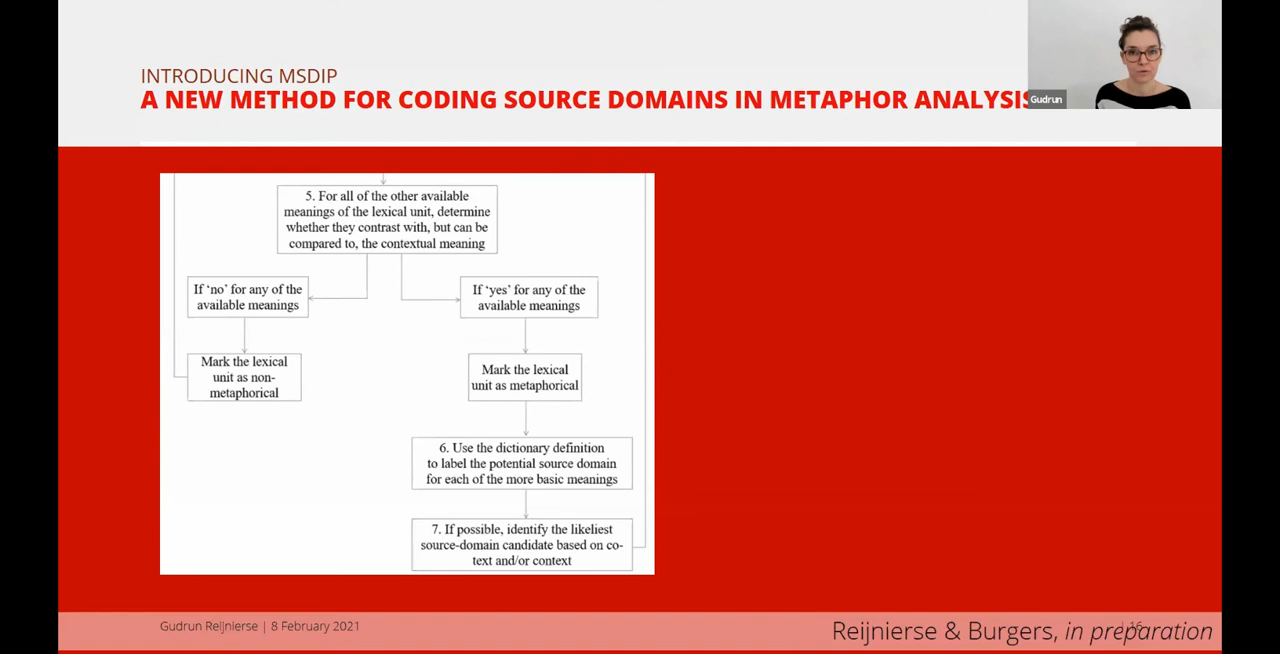 INTRODUCING MSDIP
A NEW METHOD FOR CODING SOURCE DOMAINS IN METAPHOR ANALYSIS
Gudrun
5. For all of the other available
meanings of the lexical unit, determine
whether they contrast with, but can be
compared to, the contextual meaning
If ‘no’ for any of the
available meanings
If ‘yes’ for any of the
available meanings
Mark the lexical
unit as non-
metaphorical
Mark the lexical
unit as metaphorical
6. Use the dictionary definition
to label the potential source domain
for each of the more basic meanings
7. If possible, identify the likeliest
source-domain candidate based on co-
text and/or context
Gudrun Reijnierse | 8 February 2021
| 16
Reijnierse & Burgers, in preparation